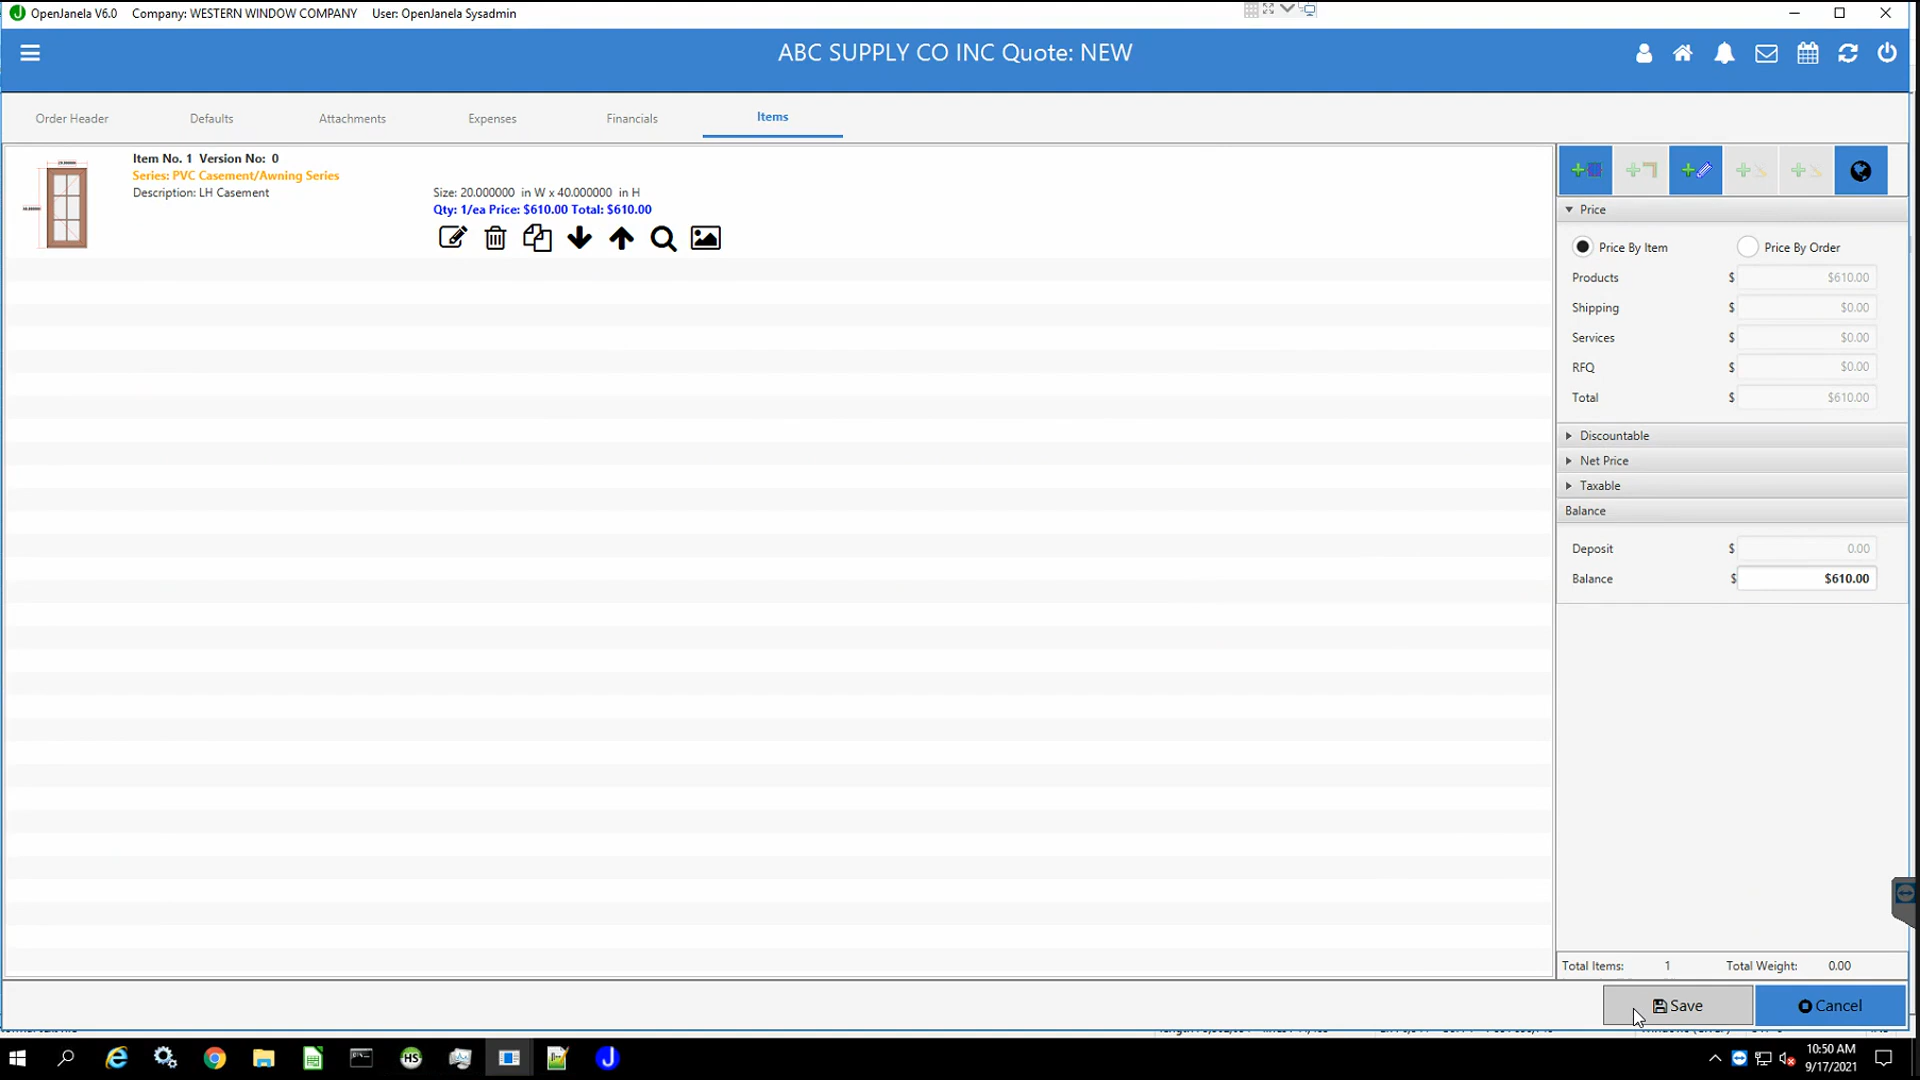 OpenJanela V6.0 Company: WESTERN WINDOW COMPANY User: OpenJanela Sysadmin
ABC SUPPLY CO INC Quote: NEW
Order Header Defaults Attachments Expenses Financials Items
Item No. 1 Version No: 0
Series: PVC Casement/Awning Series
Description: LH Casement
Size: 20.000000 in W x 40.000000 in H
Qty: 1/ea Price: $610.00 Total: $610.00
Price
Price By Item Price By Order
Products $ $610.00
Shipping $ $0.00
Services $ $0.00
RFQ $ $0.00
Total $ $610.00
Discountable
Net Price
Taxable
Balance
Deposit $ 0.00
Balance $ $610.00
Total Items: 1 Total Weight: 0.00
Save Cancel
HS
J
10:50 AM
9/17/2021